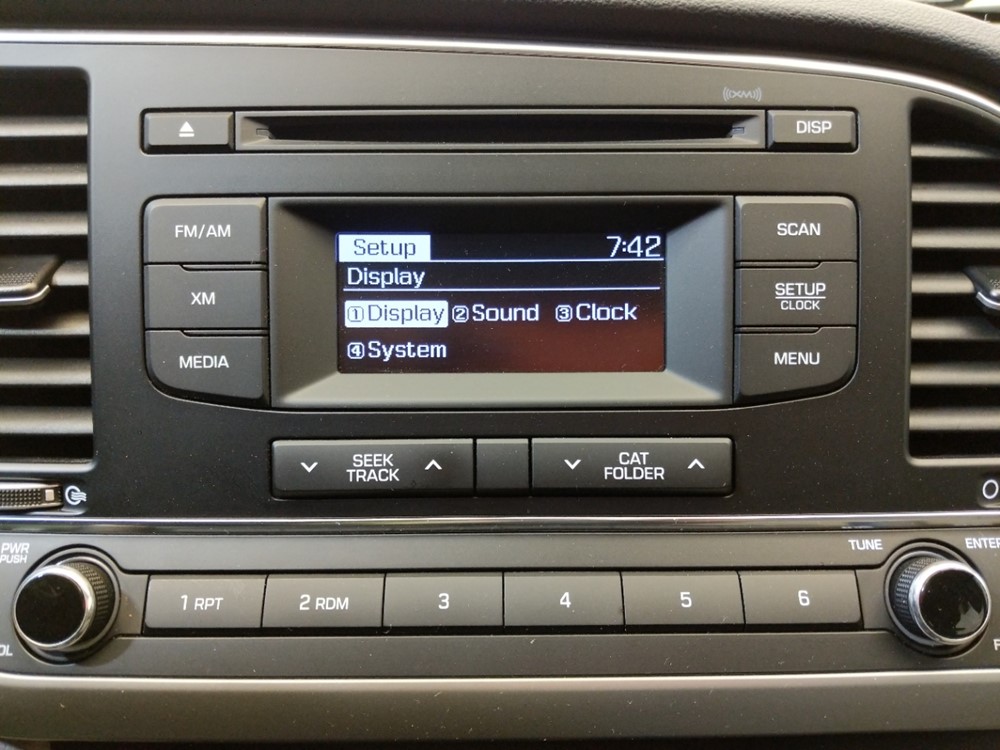 ((XM))
DISP
FM/AM
XM
MEDIA
Setup 7:42
Display
①Display ②Sound ③Clock
④System
SCAN
SETUP
CLOCK
MENU
SEEK
TRACK
CAT
FOLDER
PWR
PUSH
OL
TUNE
ENTER
1 RPT
2 RDM
3
4
5
6
F